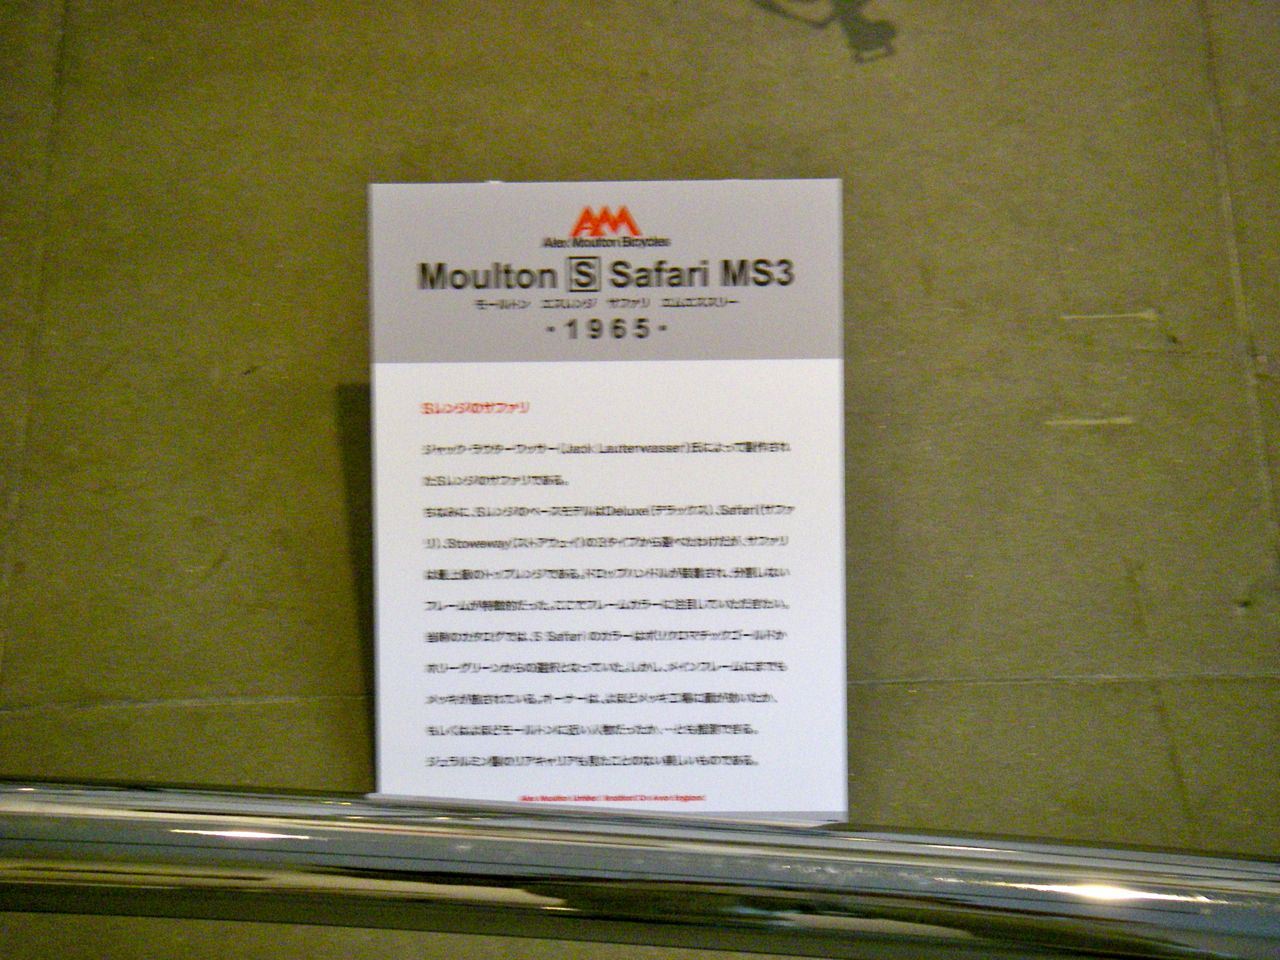 AM
Alex Moulton Bicycles
Moulton S Safari MS3
モールトン エスレンジ サファリ エムエススリー
・1965・
Sレンジのサファリ
ジャック・ラウターワッサー(Jack Lauterwasser)氏によって製作され
たSレンジのサファリである。
ちなみに、SレンジのベースモデルはDeluxe(デラックス)、Safari(サファ
リ)、Stoweway(ストアウェイ)の3タイプから選べたわけだが、サファリ
は最上級のトップレンジである。ドロップハンドルが装着され、分割しない
フレームが特徴的だった。ここでフレームカラーに注目していただきたい。
当時のカタログでは、S Safari のカラーはポリクロマチックゴールドか
ホリーグリーンからの選択となっていた。しかし、メインフレームにまでも
メッキが施されている。オーナーは、よほどメッキ工場に顔が効いたか、
もしくはよほどモールトンに近い人物だったか、…とも推測できる。
ジュラルミン製のリアキャリアも見たことのない美しいものである。